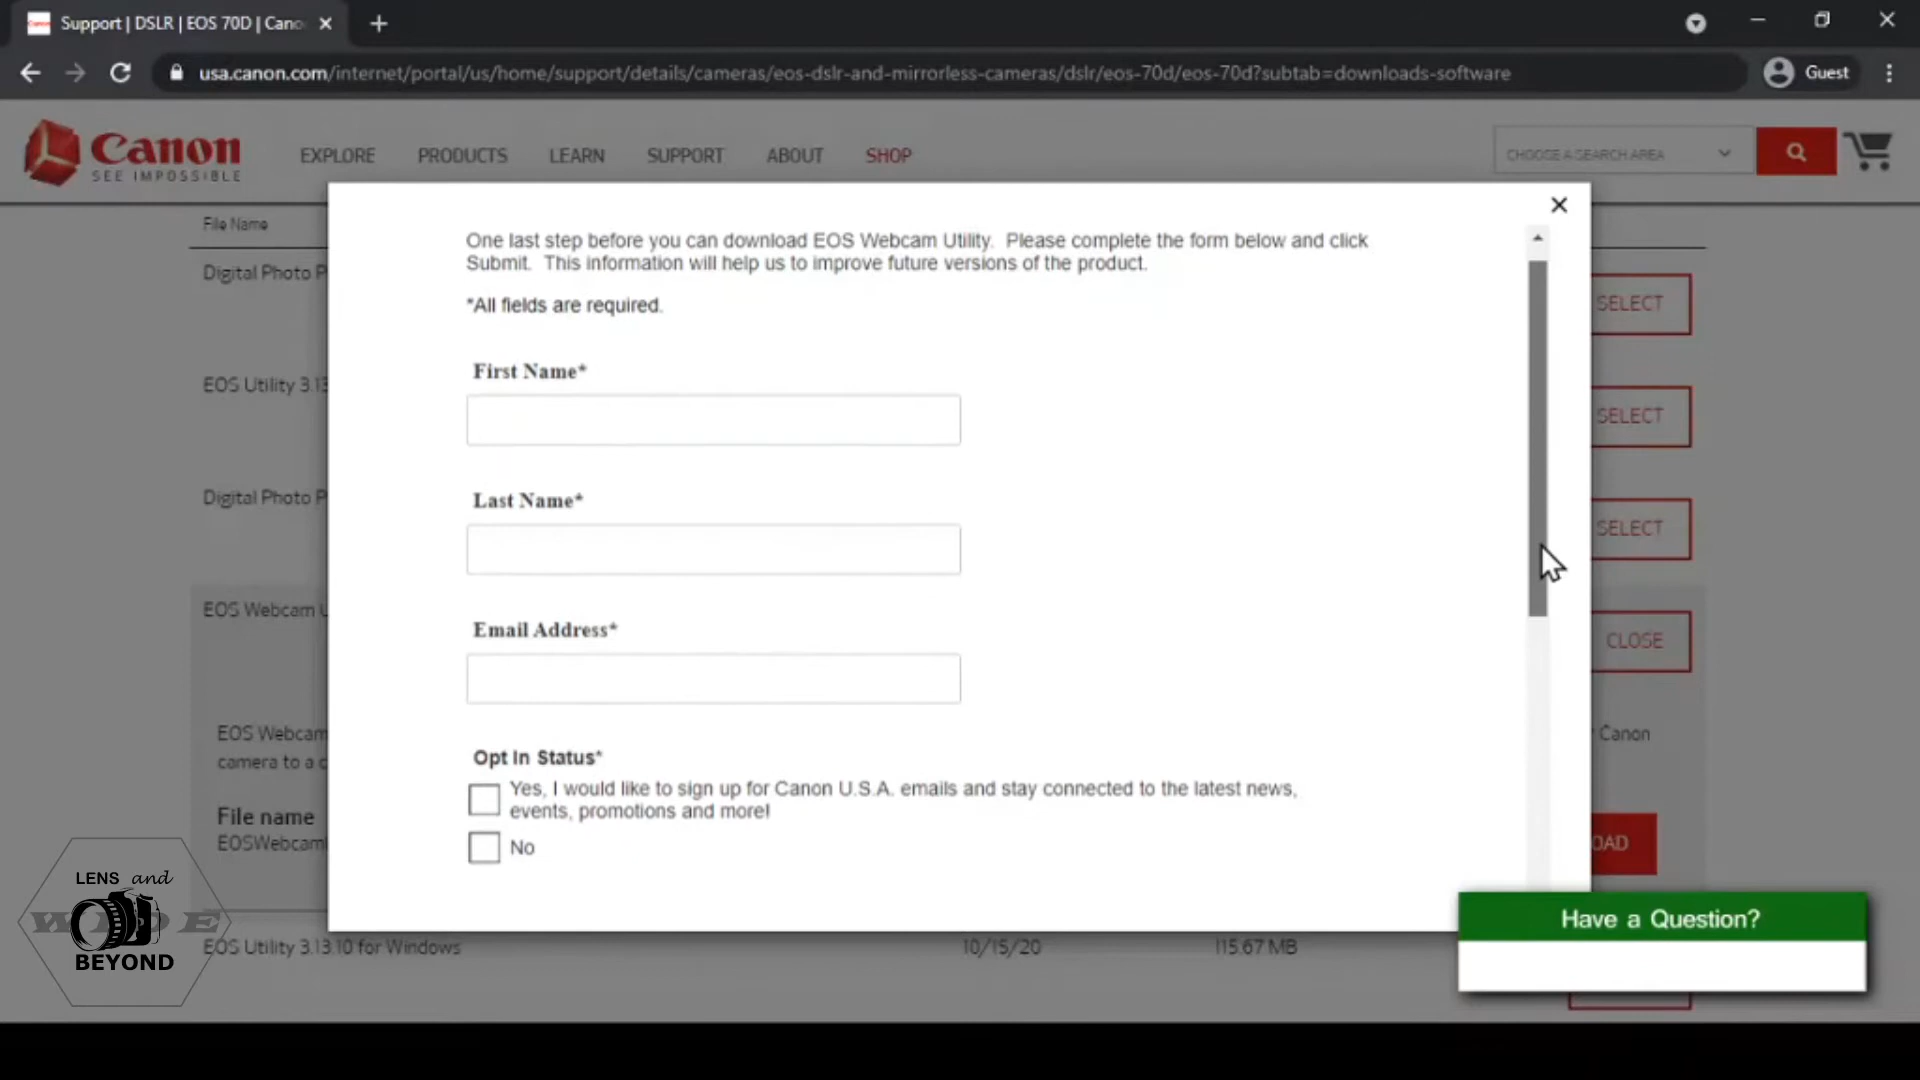 Support | DSLR | EOS 70D | Cano
usa.canon.com/internet/portal/us/home/support/details/cameras/eos-dslr-and-mirrorless-cameras/dslr/eos-70d/eos-70d?subtab=downloads-software
Guest
Canon
SEE IMPOSSIBLE
EXPLORE PRODUCTS LEARN SUPPORT ABOUT SHOP
CHOOSE A SEARCH AREA
File Name
One last step before you can download EOS Webcam Utility. Please complete the form below and click
Submit. This information will help us to improve future versions of the product.
Digital Photo P
SELECT
*All fields are required.
First Name*
EOS Utility 3.13
SELECT
Last Name*
Digital Photo P
SELECT
EOS Webcam U
Email Address*
CLOSE
EOS Webcam
Canon
camera to a c
Opt In Status*
Yes, I would like to sign up for Canon U.S.A. emails and stay connected to the latest news,
events, promotions and more!
File name
EOSWebcam
No
OAD
LENS and
WIDE
BEYOND
Have a Question?
EOS Utility 3.13.10 for Windows 10/15/20 115.67 MB